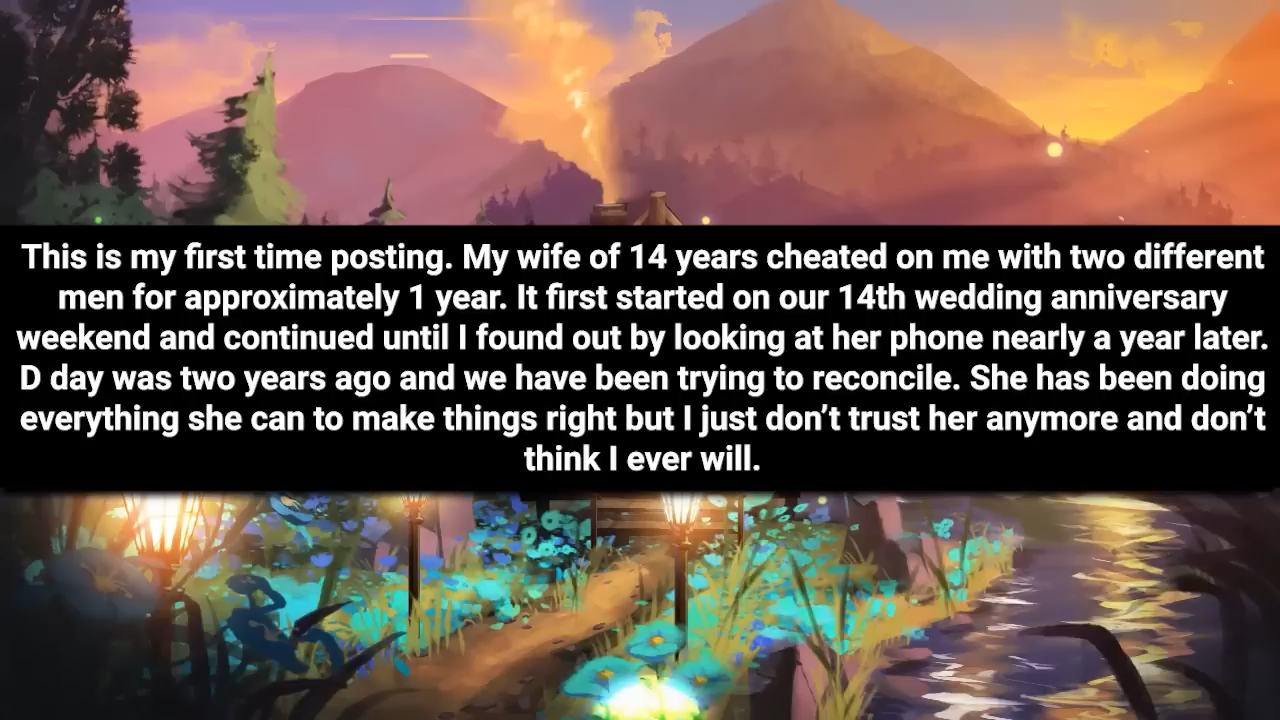 This is my first time posting. My wife of 14 years cheated on me with two different
men for approximately 1 year. It first started on our 14th wedding anniversary
weekend and continued until I found out by looking at her phone nearly a year later.
D day was two years ago and we have been trying to reconcile. She has been doing
everything she can to make things right but I just don’t trust her anymore and don’t
think I ever will.